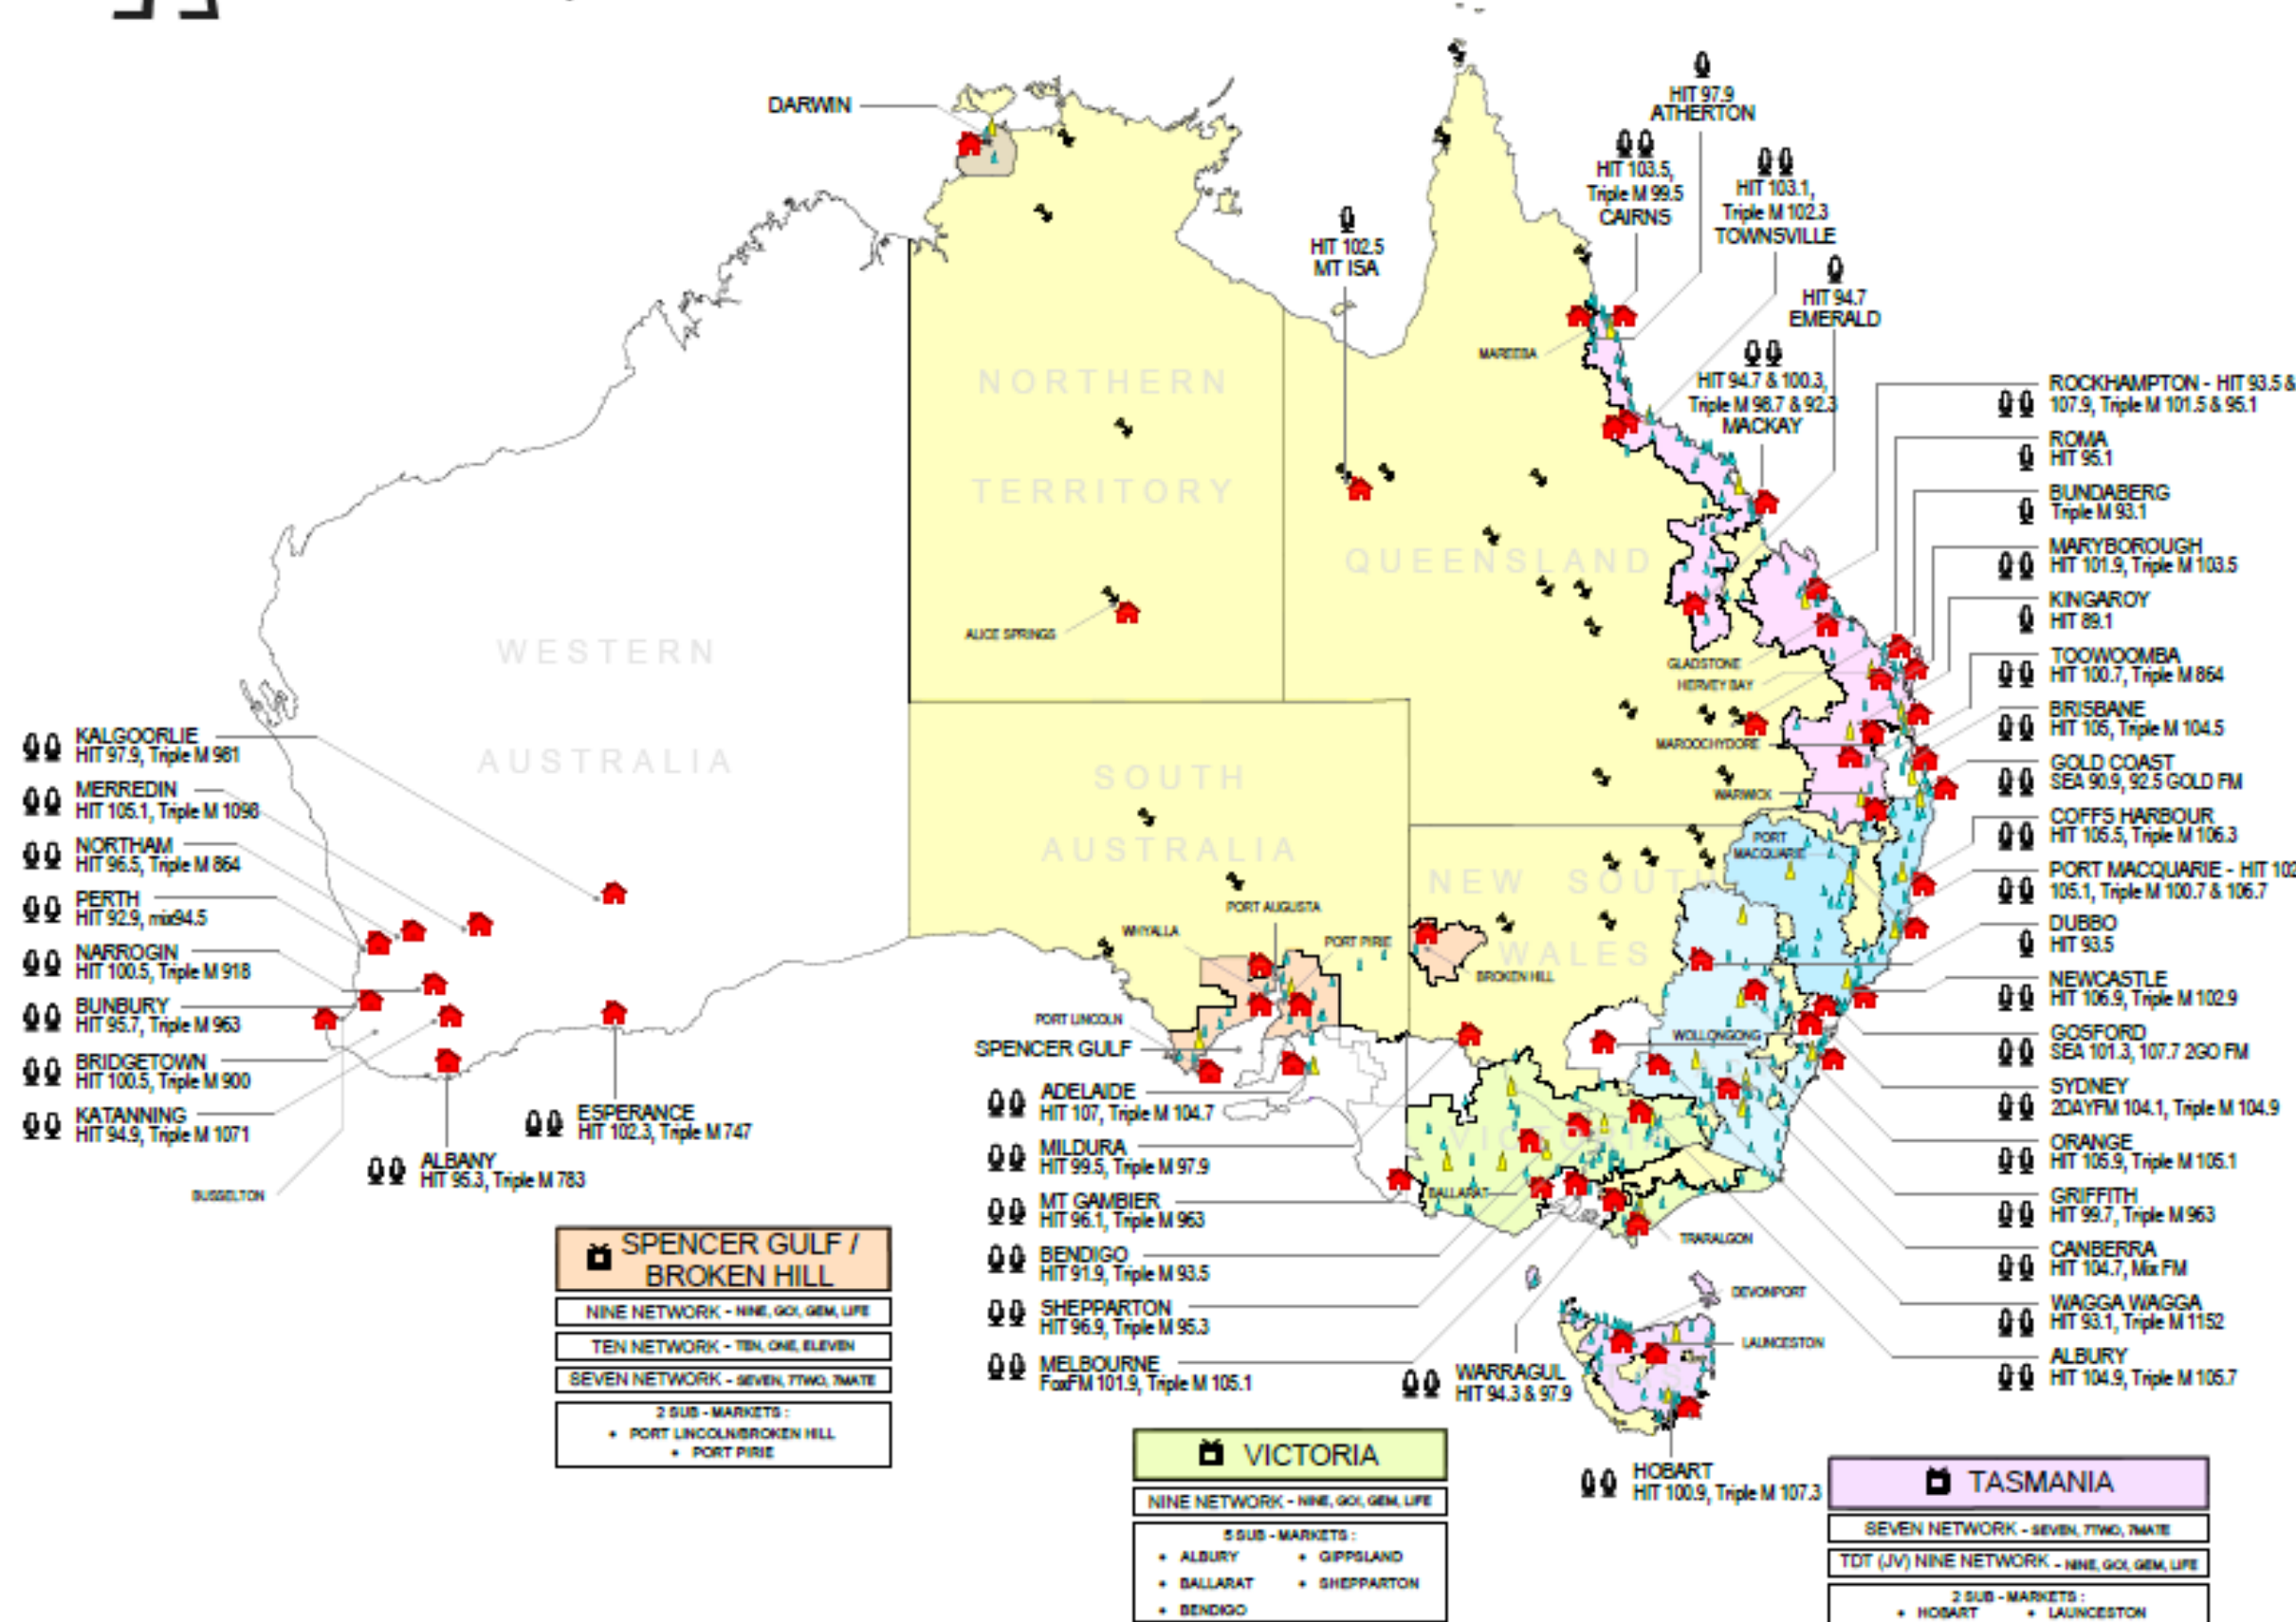 DARWIN
HIT 97.9
ATHERTON
HIT 103.5,
Triple M 99.5
CAIRNS
HIT 103.1,
Triple M 102.3
TOWNSVILLE
HIT 102.5
MT ISA
HIT 94.7
EMERALD
MAREEBA
HIT 94.7 & 100.3,
Triple M 98.7 & 92.3
MACKAY
NORTHERN
TERRITORY
QUEENSLAND
ALICE SPRINGS
WESTERN
AUSTRALIA
SOUTH
AUSTRALIA
NEW SOUTH
WALES
VICTORIA
GLADSTONE
HERVEY BAY
MAROOCHYDORE
WARWICK
PORT
MACQUARIE
WOLLONGONG
ROCKHAMPTON - HIT 93.5 &
107.9, Triple M 101.5 & 95.1
ROMA
HIT 95.1
BUNDABERG
Triple M 93.1
MARYBOROUGH
HIT 101.9, Triple M 103.5
KINGAROY
HIT 89.1
TOOWOOMBA
HIT 100.7, Triple M 864
BRISBANE
HIT 105, Triple M 104.5
GOLD COAST
SEA 90.9, 92.5 GOLD FM
COFFS HARBOUR
HIT 105.5, Triple M 106.3
PORT MACQUARIE - HIT 102
105.1, Triple M 100.7 & 106.7
DUBBO
HIT 93.5
NEWCASTLE
HIT 106.9, Triple M 102.9
GOSFORD
SEA 101.3, 107.7 2GO FM
SYDNEY
2DAYFM 104.1, Triple M 104.9
ORANGE
HIT 105.9, Triple M 105.1
GRIFFITH
HIT 99.7, Triple M 963
CANBERRA
HIT 104.7, Mix FM
WAGGA WAGGA
HIT 93.1, Triple M 1152
ALBURY
HIT 104.9, Triple M 105.7
KALGOORLIE
HIT 97.9, Triple M 981
MERREDIN
HIT 105.1, Triple M 1098
NORTHAM
HIT 96.5, Triple M 864
PERTH
HIT 92.9, mix94.5
NARROGIN
HIT 100.5, Triple M 918
BUNBURY
HIT 95.7, Triple M 963
BRIDGETOWN
HIT 100.5, Triple M 900
KATANNING
HIT 94.9, Triple M 1071
BUSSELTON
ALBANY
HIT 95.3, Triple M 783
ESPERANCE
HIT 102.3, Triple M 747
PORT AUGUSTA
WHYALLA
PORT PIRIE
BROKEN HILL
PORT LINCOLN
SPENCER GULF
ADELAIDE
HIT 107, Triple M 104.7
MILDURA
HIT 99.5, Triple M 97.9
MT GAMBIER
HIT 96.1, Triple M 963
BENDIGO
HIT 91.9, Triple M 93.5
SHEPPARTON
HIT 96.9, Triple M 95.3
MELBOURNE
FoxFM 101.9, Triple M 105.1
BALLARAT
TRARALGON
WARRAGUL
HIT 94.3 & 97.9
DEVONPORT
LAUNCESTON
HOBART
HIT 100.9, Triple M 107.3
SPENCER GULF /
BROKEN HILL
NINE NETWORK - NINE, GO!, GEM, LIFE
TEN NETWORK - TEN, ONE, ELEVEN
SEVEN NETWORK - SEVEN, 7TWO, 7MATE
2 SUB - MARKETS :
• PORT LINCOLN/BROKEN HILL
• PORT PIRIE
VICTORIA
NINE NETWORK - NINE, GO!, GEM, LIFE
5 SUB - MARKETS :
• ALBURY • GIPPSLAND
• BALLARAT • SHEPPARTON
• BENDIGO
TASMANIA
SEVEN NETWORK - SEVEN, 7TWO, 7MATE
TDT (JV) NINE NETWORK - NINE, GO!, GEM, LIFE
2 SUB - MARKETS :
• HOBART • LAUNCESTON